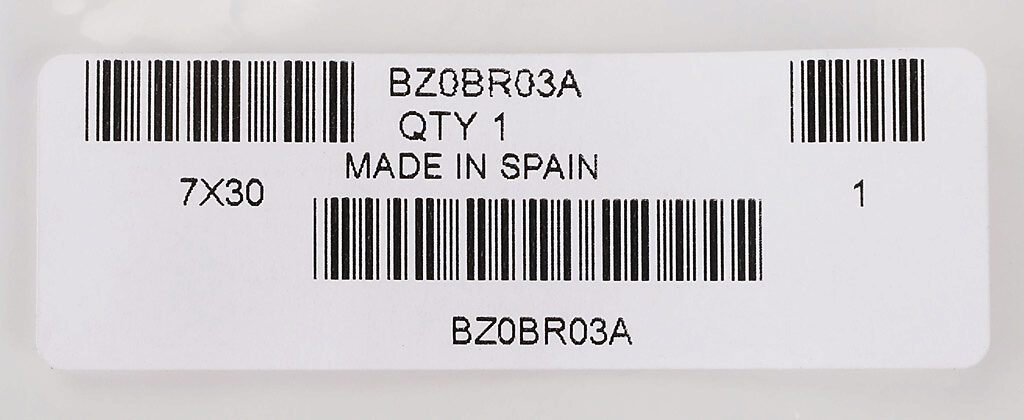 BZ0BR03A
QTY 1
MADE IN SPAIN
7X30
1
BZ0BR03A